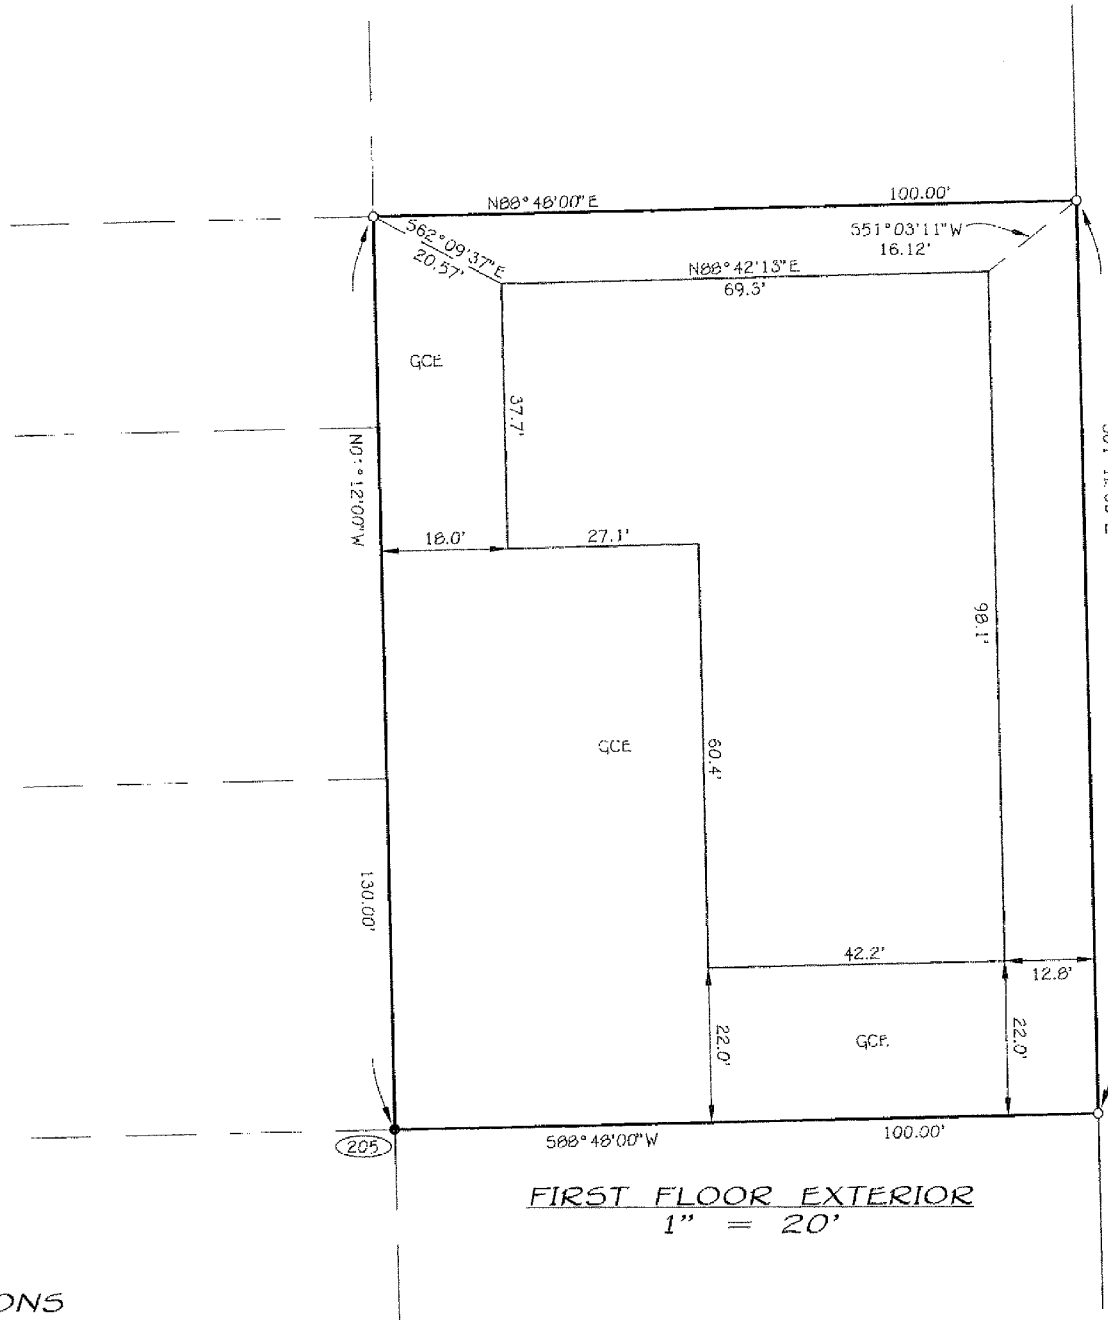 N88°48'00"E
100.00'
S62°09'37"E
20.57'
S51°03'11"W
16.12'
N88°42'13"E
69.3'
GCE
37.7'
N01°12'00"W
18.0'
27.1'
98.1'
GCE
60.4'
130.00'
42.2'
12.8'
22.0'
GCE
22.0'
205
S88°48'00"W
100.00'
FIRST FLOOR EXTERIOR
1" = 20'
ONS